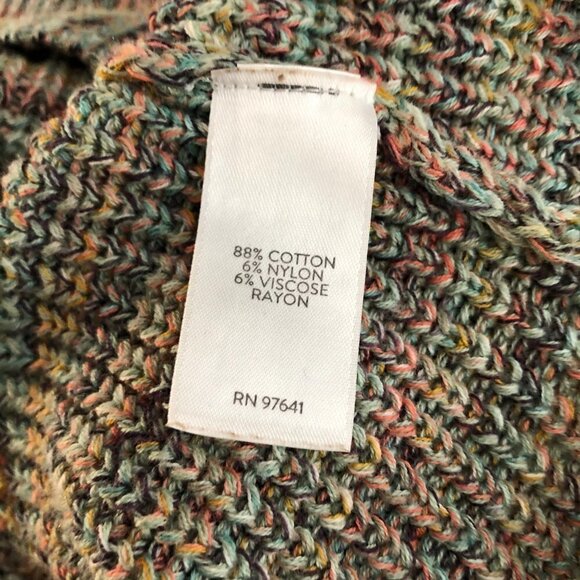 88% COTTON
6% NYLON
6% VISCOSE
RAYON
RN 97641